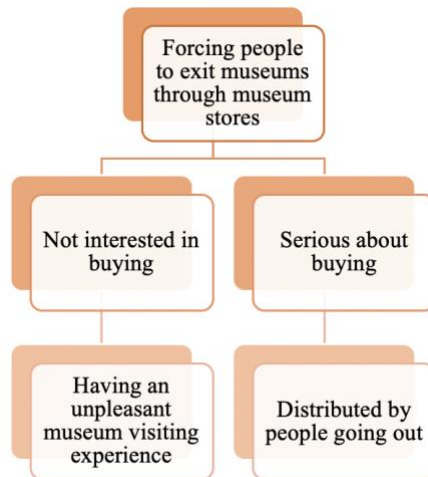 Forcing people
to exit museums
through museum
stores
Not interested in
buying
Serious about
buying
Having an
unpleasant
museum visiting
experience
Distributed by
people going out